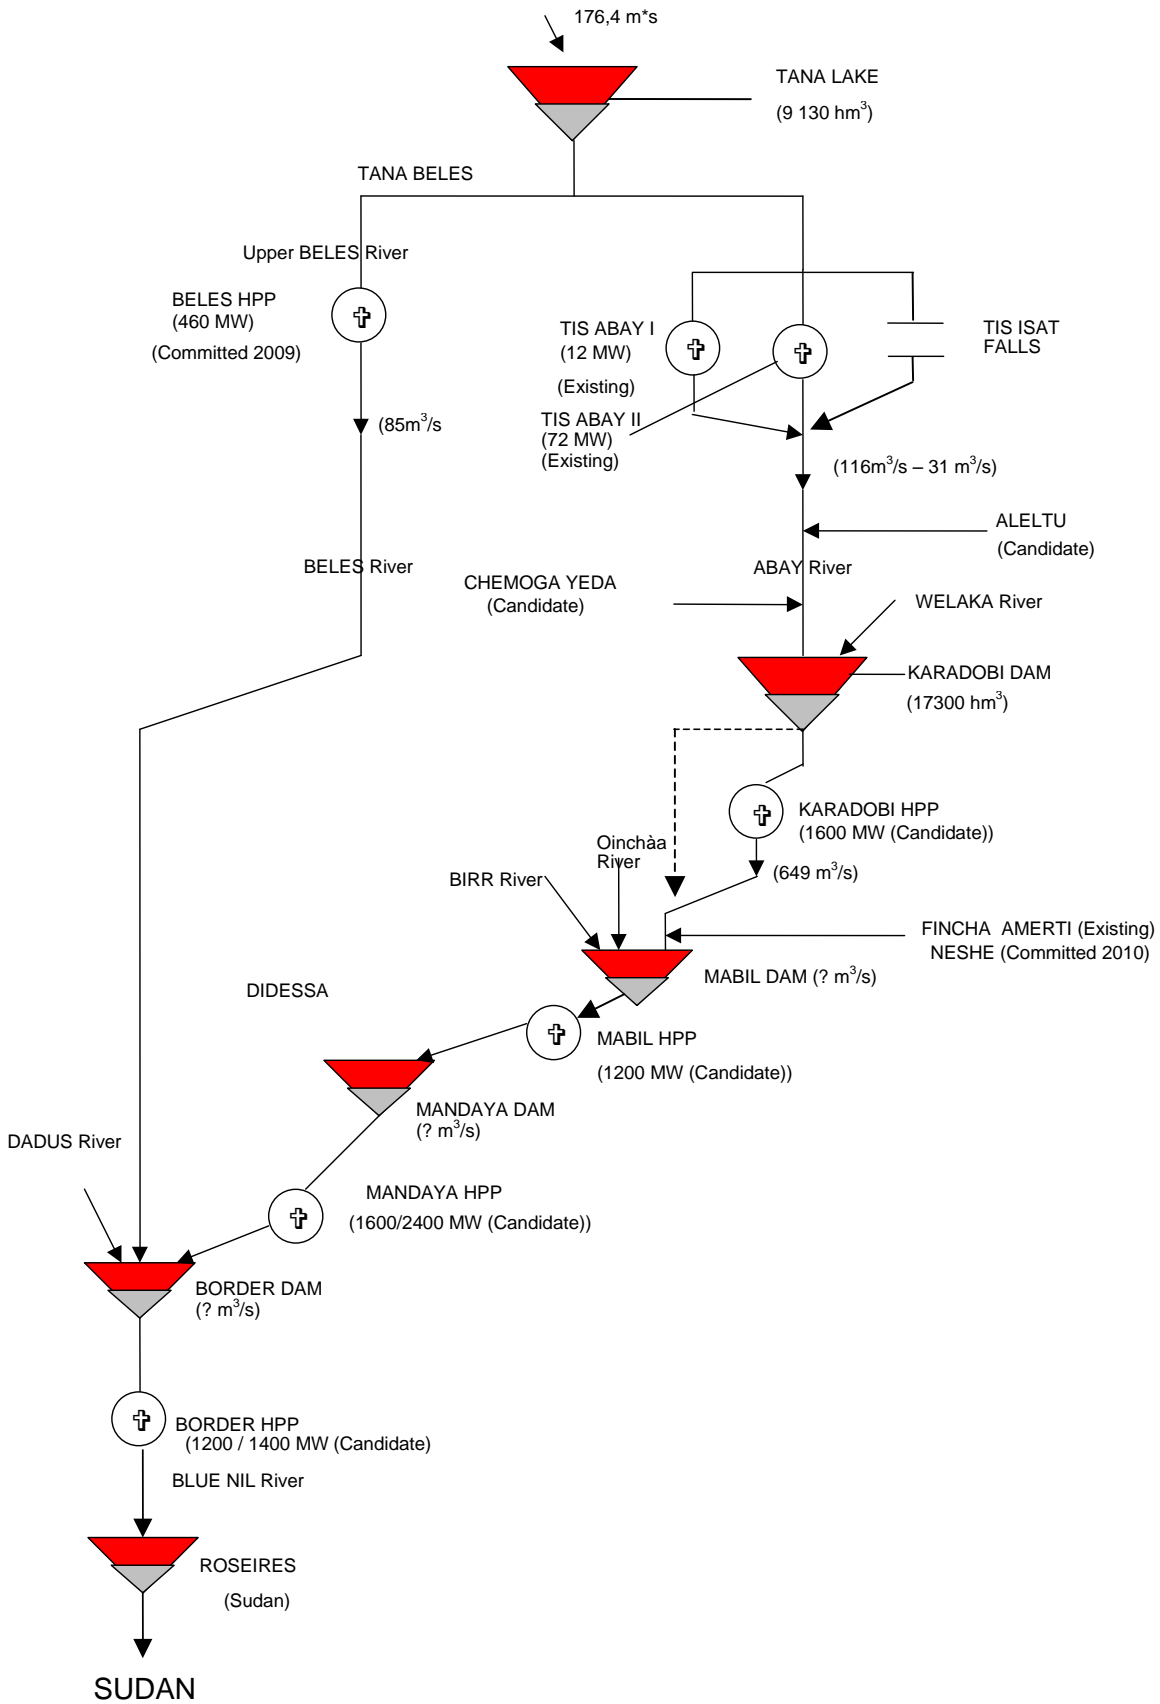 176,4 m*s
TANA LAKE
(9 130 hm³)
TANA BELES
Upper BELES River
BELES HPP
(460 MW)
(Committed 2009)
TIS ABAY I
(12 MW)
(Existing)
TIS ISAT
FALLS
TIS ABAY II
(72 MW)
(Existing)
(85m³/s
(116m³/s – 31 m³/s)
ALELTU
(Candidate)
BELES River
ABAY River
CHEMOGA YEDA
(Candidate)
WELAKA River
KARADOBI DAM
(17300 hm³)
KARADOBI HPP
(1600 MW (Candidate))
Oinchàa
River
(649 m³/s)
BIRR River
FINCHA AMERTI (Existing)
NESHE (Committed 2010)
MABIL DAM (? m³/s)
DIDESSA
MABIL HPP
(1200 MW (Candidate))
MANDAYA DAM
(? m³/s)
DADUS River
MANDAYA HPP
(1600/2400 MW (Candidate))
BORDER DAM
(? m³/s)
BORDER HPP
(1200 / 1400 MW (Candidate)
BLUE NIL River
ROSEIRES
(Sudan)
SUDAN